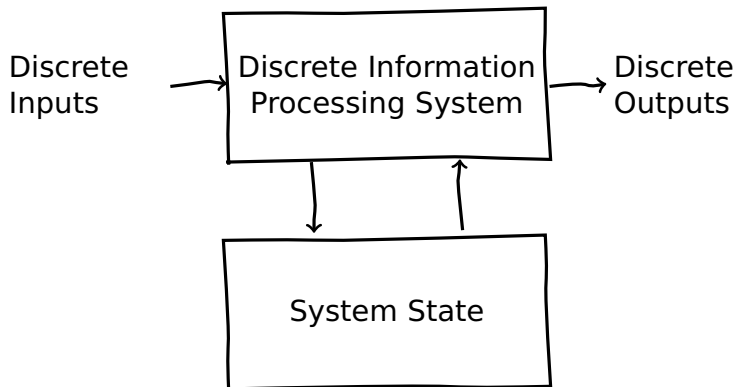 Discrete
Inputs
Discrete Information
Processing System
Discrete
Outputs
System State